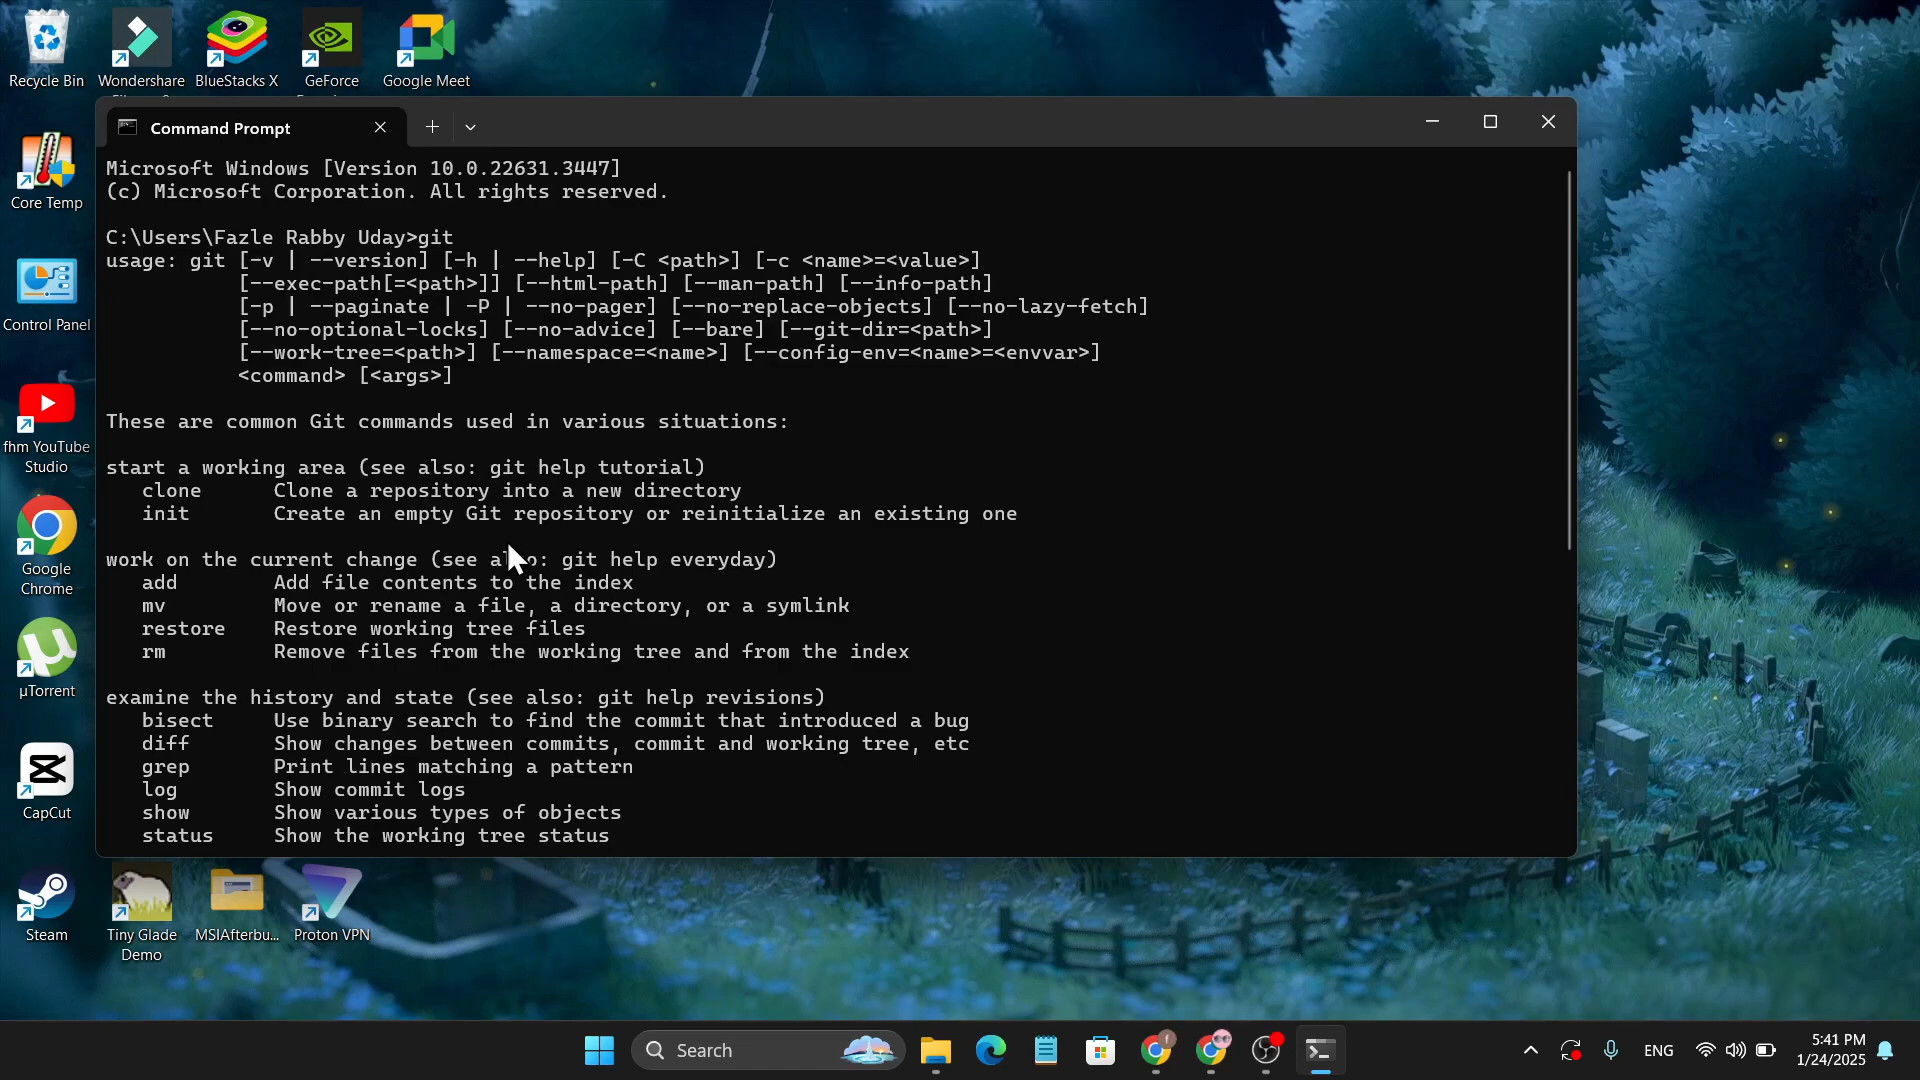 Recycle Bin
Wondershare
BlueStacks X
GeForce
Google Meet
Core Temp
Control Panel
fhm YouTube
Studio
Google
Chrome
µTorrent
CapCut
Steam
Tiny Glade
Demo
MSIAfterbu...
Proton VPN
Command Prompt
Microsoft Windows [Version 10.0.22631.3447]
(c) Microsoft Corporation. All rights reserved.
C:\Users\Fazle Rabby Uday>git
usage: git [-v | --version] [-h | --help] [-C <path>] [-c <name>=<value>]
[--exec-path[=<path>]] [--html-path] [--man-path] [--info-path]
[-p | --paginate | -P | --no-pager] [--no-replace-objects] [--no-lazy-fetch]
[--no-optional-locks] [--no-advice] [--bare] [--git-dir=<path>]
[--work-tree=<path>] [--namespace=<name>] [--config-env=<name>=<envvar>]
<command> [<args>]
These are common Git commands used in various situations:
start a working area (see also: git help tutorial)
clone Clone a repository into a new directory
init Create an empty Git repository or reinitialize an existing one
work on the current change (see also: git help everyday)
add Add file contents to the index
mv Move or rename a file, a directory, or a symlink
restore Restore working tree files
rm Remove files from the working tree and from the index
examine the history and state (see also: git help revisions)
bisect Use binary search to find the commit that introduced a bug
diff Show changes between commits, commit and working tree, etc
grep Print lines matching a pattern
log Show commit logs
show Show various types of objects
status Show the working tree status
Search
ENG
5:41 PM
1/24/2025